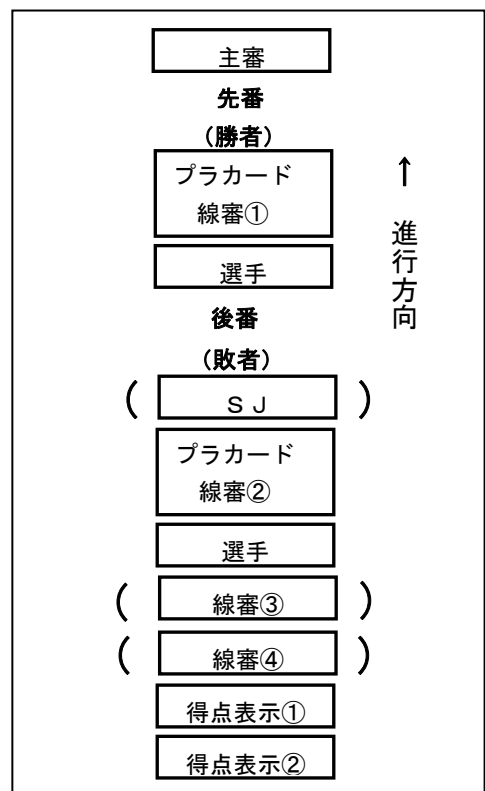 主審
先番
(勝者)
プラカード
線審①
選手
↑ 進行方向
後番
(敗者)
( ＳＪ )
プラカード
線審②
選手
( 線審③ )
( 線審④ )
得点表示①
得点表示②